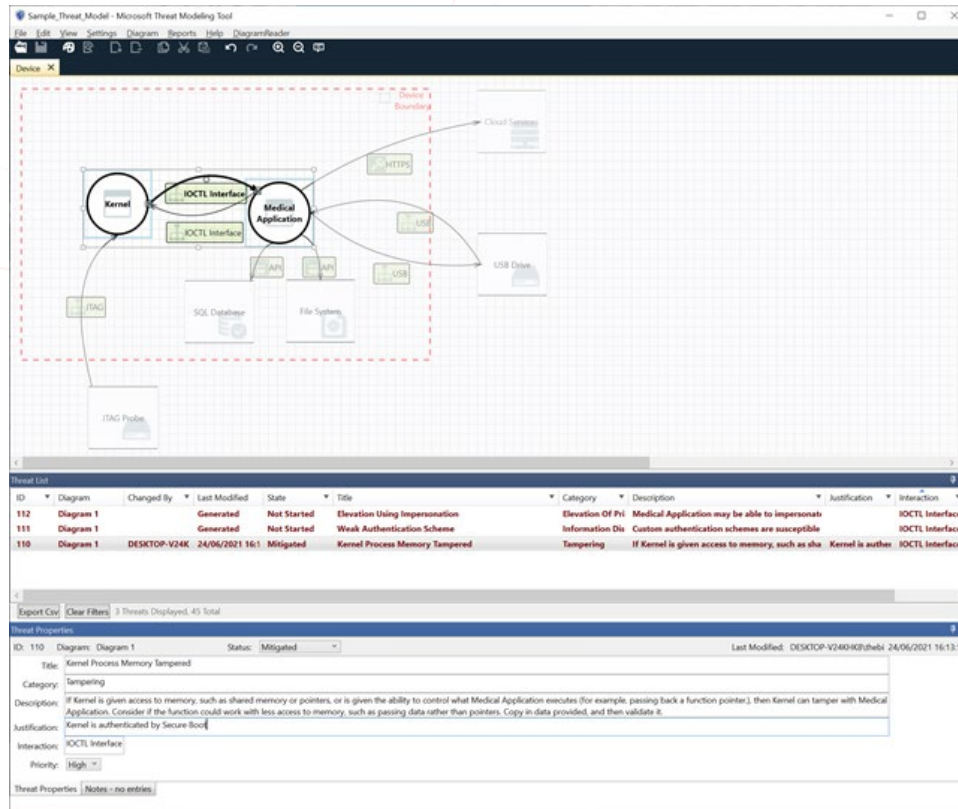 Sample_Threat_Model - Microsoft Threat Modeling Tool
File Edit View Settings Diagram Reports Help DiagramReader
Device
Device
Boundary
Cloud Services
HTTPS
IOCTL Interface
Kernel
Medical
Application
IOCTL Interface
USB
API
API
USB
USB Drive
SQL Database
File System
JTAG
JTAG Probe
Threat List
ID Diagram Changed By Last Modified State Title Category Description Justification Interaction
112 Diagram 1 Generated Not Started Elevation Using Impersonation Elevation Of Pri Medical Application may be able to impersonat IOCTL Interfac
111 Diagram 1 Generated Not Started Weak Authentication Scheme Information Dis Custom authentication schemes are susceptible IOCTL Interfac
110 Diagram 1 DESKTOP-V24K 24/06/2021 16:1 Mitigated Kernel Process Memory Tampered Tampering If Kernel is given access to memory, such as sha Kernel is auther IOCTL Interfac
Export Csv Clear Filters 3 Threats Displayed, 45 Total
Threat Properties
ID: 110 Diagram: Diagram 1 Status: Mitigated Last Modified: 24/06/2021 16:13:
Title: Kernel Process Memory Tampered
Category: Tampering
Description: If Kernel is given access to memory, such as shared memory or pointers, or is given the ability to control what Medical Application executes (for example, passing back a function pointer.), then Kernel can tamper with Medical
Application. Consider if the function could work with less access to memory, such as passing data rather than pointers. Copy in data provided, and then validate it.
Justification: Kernel is authenticated by Secure Boot
Interaction: IOCTL Interface
Priority: High
Threat Properties Notes - no entries